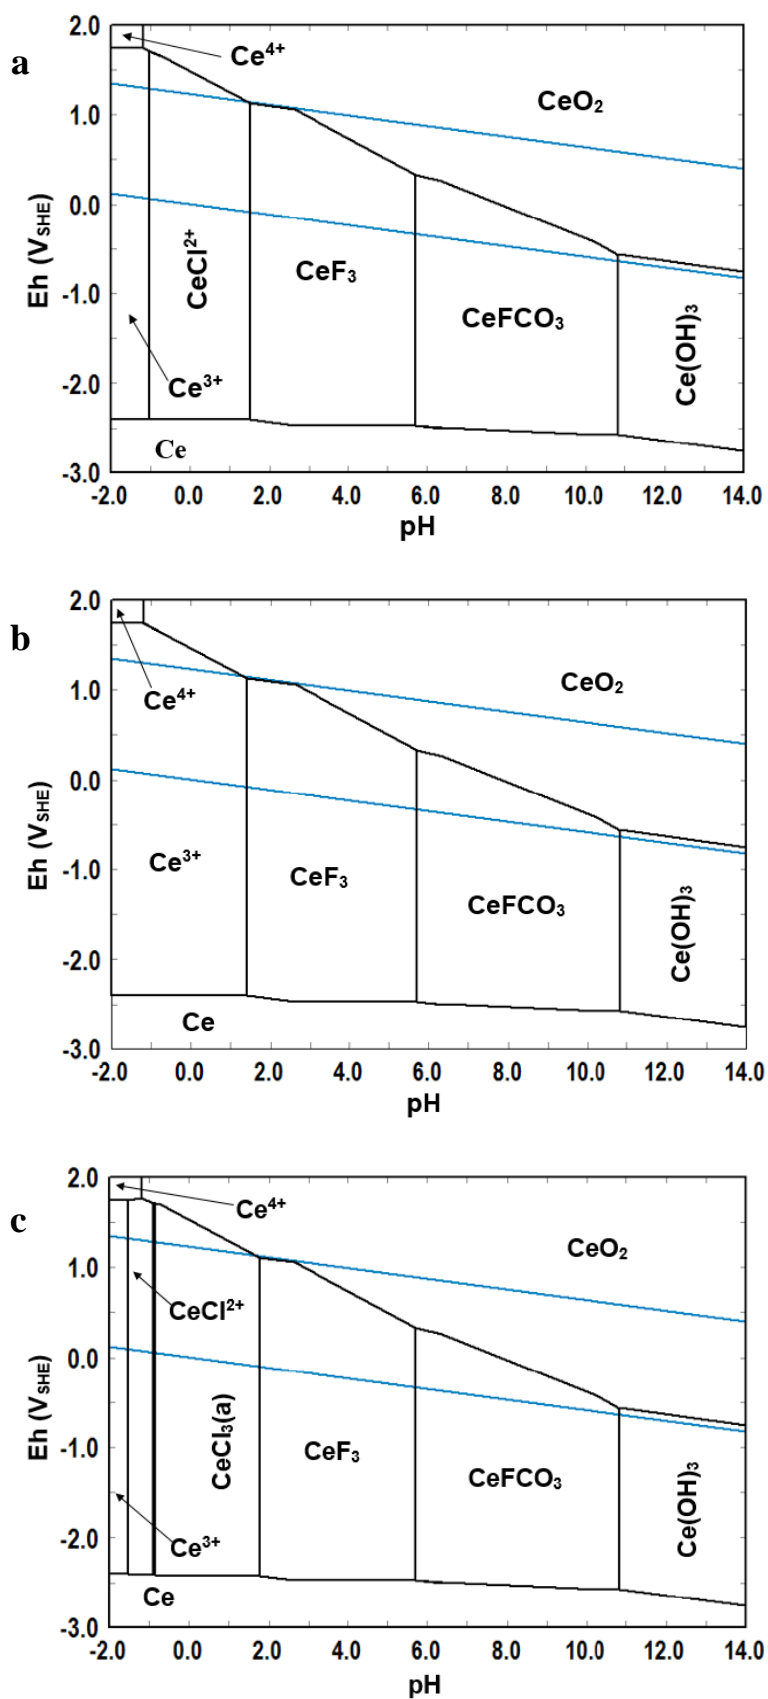 a
2.0
1.0
0.0
-1.0
-2.0
-3.0
Eh (VSHE)
Ce⁴⁺
CeO₂
CeCl²⁺
CeF₃
CeFCO₃
Ce(OH)₃
Ce³⁺
Ce
-2.0 0.0 2.0 4.0 6.0 8.0 10.0 12.0 14.0
pH
b
2.0
1.0
0.0
-1.0
-2.0
-3.0
Eh (VSHE)
Ce⁴⁺
CeO₂
Ce³⁺
CeF₃
CeFCO₃
Ce(OH)₃
Ce
-2.0 0.0 2.0 4.0 6.0 8.0 10.0 12.0 14.0
pH
c
2.0
1.0
0.0
-1.0
-2.0
-3.0
Eh (VSHE)
Ce⁴⁺
CeO₂
CeCl²⁺
CeCl₃(a)
CeF₃
CeFCO₃
Ce(OH)₃
Ce³⁺
Ce
-2.0 0.0 2.0 4.0 6.0 8.0 10.0 12.0 14.0
pH